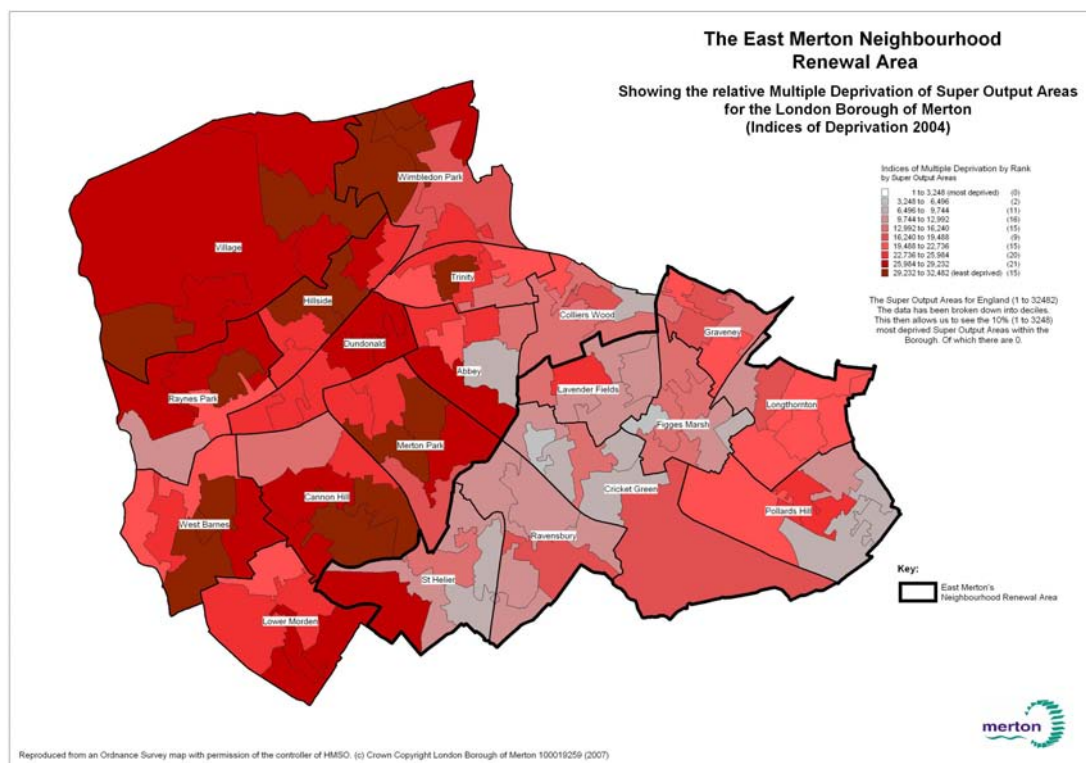 The East Merton Neighbourhood
Renewal Area
Showing the relative Multiple Deprivation of Super Output Areas
for the London Borough of Merton
(Indices of Deprivation 2004)
Indices of Multiple Deprivation by Rank
by Super Output Areas
1 to 3,248 (most deprived) (0)
3,248 to 6,496 (2)
6,496 to 9,744 (11)
9,744 to 12,992 (16)
12,992 to 16,240 (15)
16,240 to 19,488 (9)
19,488 to 22,736 (15)
22,736 to 25,984 (20)
25,984 to 29,232 (21)
29,232 to 32,482 (least deprived) (15)
The Super Output Areas for England (1 to 32482)
The data has been broken down into deciles.
This then allows us to see the 10% (1 to 3248)
most deprived Super Output Areas within the
Borough. Of which there are 0.
Wimbledon Park
Village
Trinity
Hillside
Colliers Wood
Graveney
Dundonald
Abbey
Raynes Park
Lavender Fields
Longthornton
Figges Marsh
Merton Park
Cricket Green
Cannon Hill
Pollards Hill
West Barnes
Ravensbury
St Helier
Lower Morden
Key:
East Merton's
Neighbourhood Renewal Area
merton
Reproduced from an Ordnance Survey map with permission of the controller of HMSO. (c) Crown Copyright London Borough of Merton 100019259 (2007)